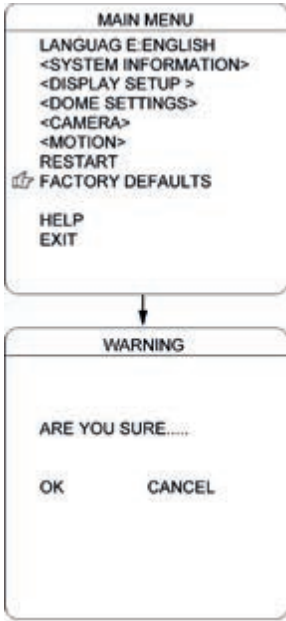 MAIN MENU
LANGUAG E:ENGLISH
<SYSTEM INFORMATION>
<DISPLAY SETUP >
<DOME SETTINGS>
<CAMERA>
<MOTION>
RESTART
FACTORY DEFAULTS
HELP
EXIT
WARNING
ARE YOU SURE.....
OK CANCEL